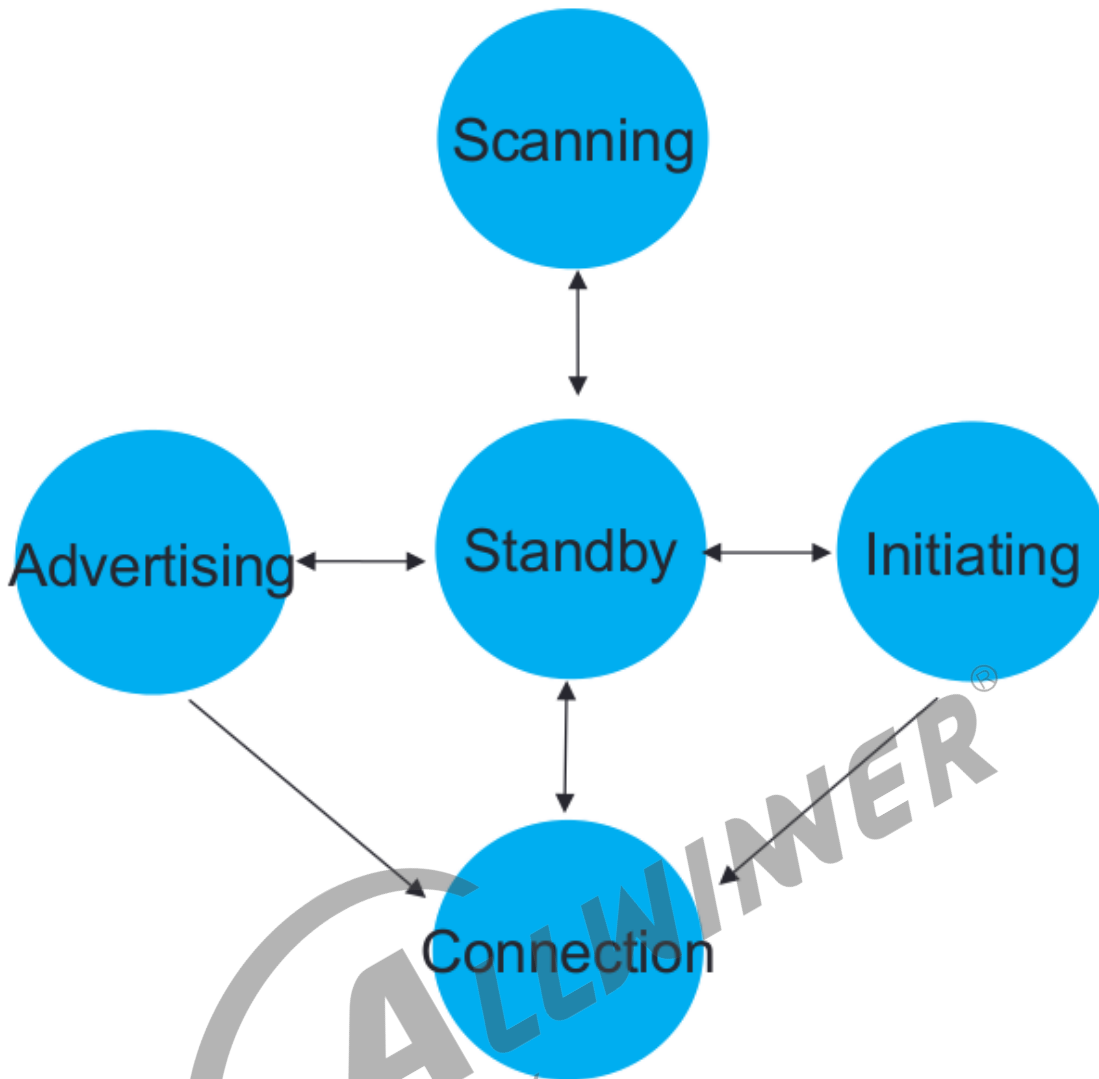 Scanning
Advertising
Standby
Initiating
Connection
ALLWINNER®